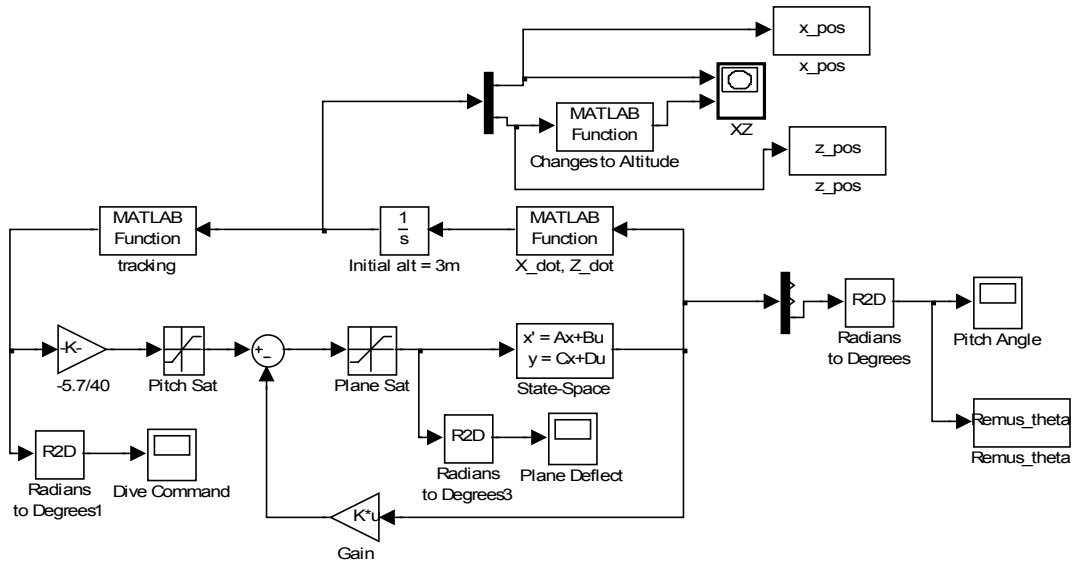 x_pos
x_pos
MATLAB
Function
Changes to Altitude
XZ
z_pos
z_pos
MATLAB
Function
tracking
1
s
Initial alt = 3m
MATLAB
Function
X_dot, Z_dot
R2D
Radians
to Degrees
Pitch Angle
-K-
-5.7/40
Pitch Sat
+
-
Plane Sat
x' = Ax+Bu
y = Cx+Du
State-Space
Remus_theta
Remus_theta
R2D
Radians
to Degrees1
Dive Command
R2D
Radians
to Degrees3
Plane Deflect
K*u
Gain